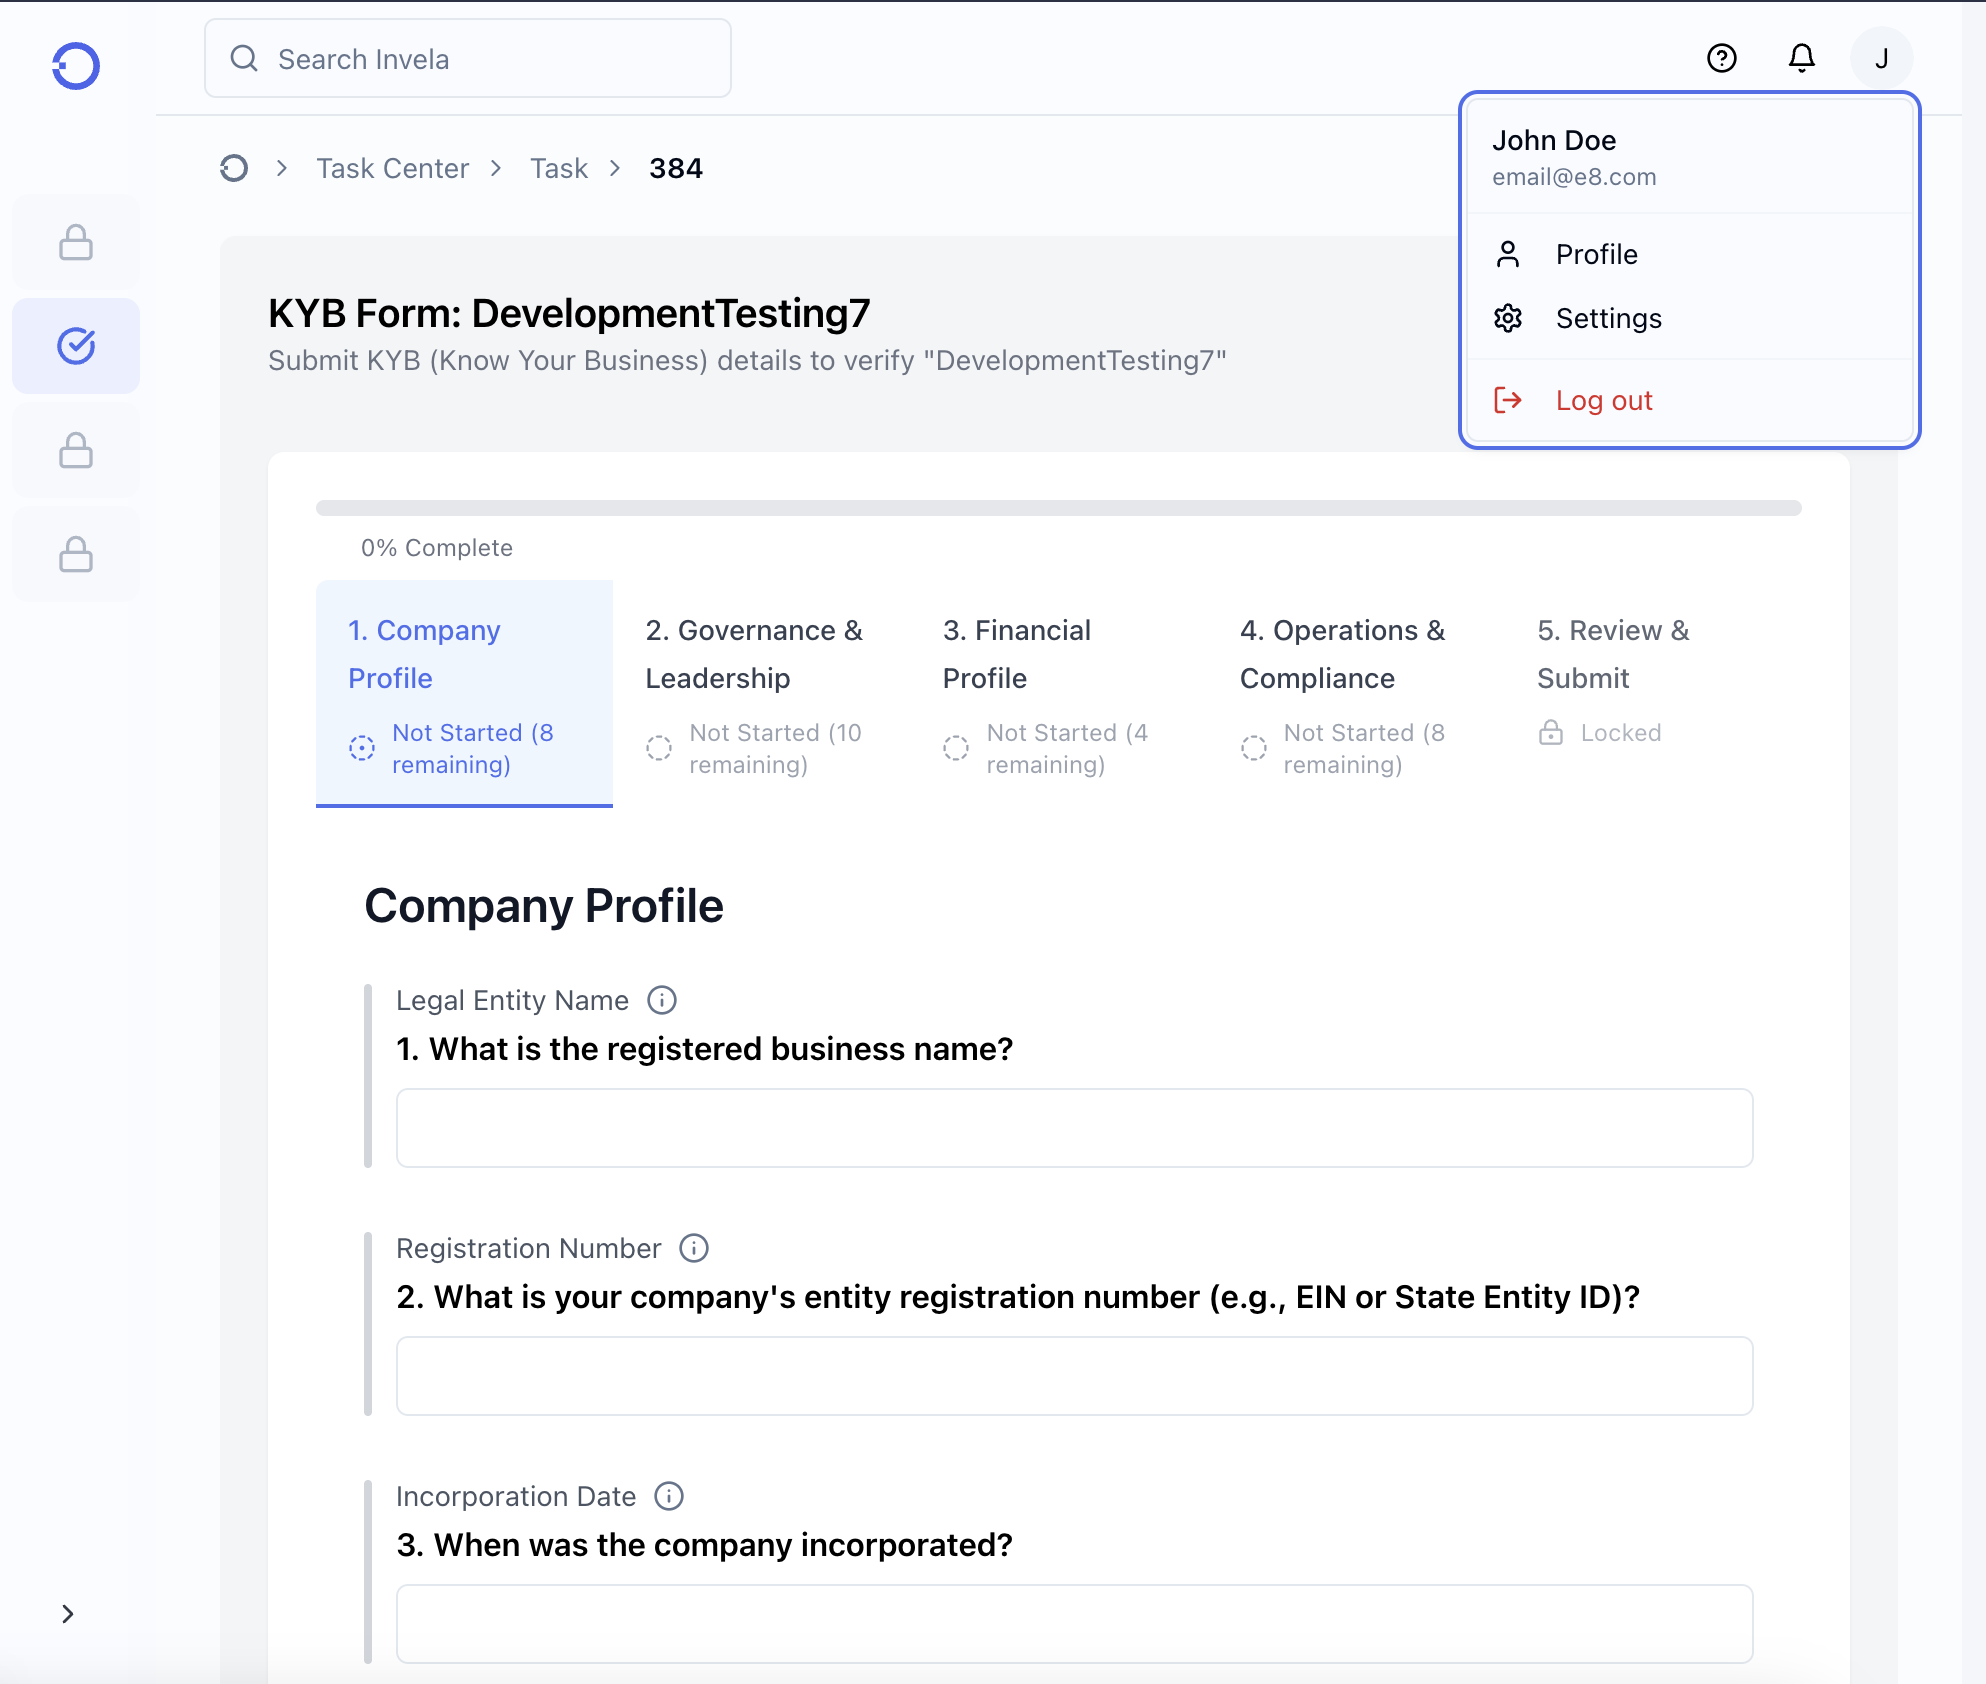 Search Invela
J
John Doe
email@e8.com
Profile
Settings
Log out
Task Center
Task
384
KYB Form: DevelopmentTesting7
Submit KYB (Know Your Business) details to verify "DevelopmentTesting7"
0% Complete
1. Company
Profile
Not Started (8
remaining)
2. Governance &
Leadership
Not Started (10
remaining)
3. Financial
Profile
Not Started (4
remaining)
4. Operations &
Compliance
Not Started (8
remaining)
5. Review &
Submit
Locked
Company Profile
Legal Entity Name
1. What is the registered business name?
Registration Number
2. What is your company's entity registration number (e.g., EIN or State Entity ID)?
Incorporation Date
3. When was the company incorporated?